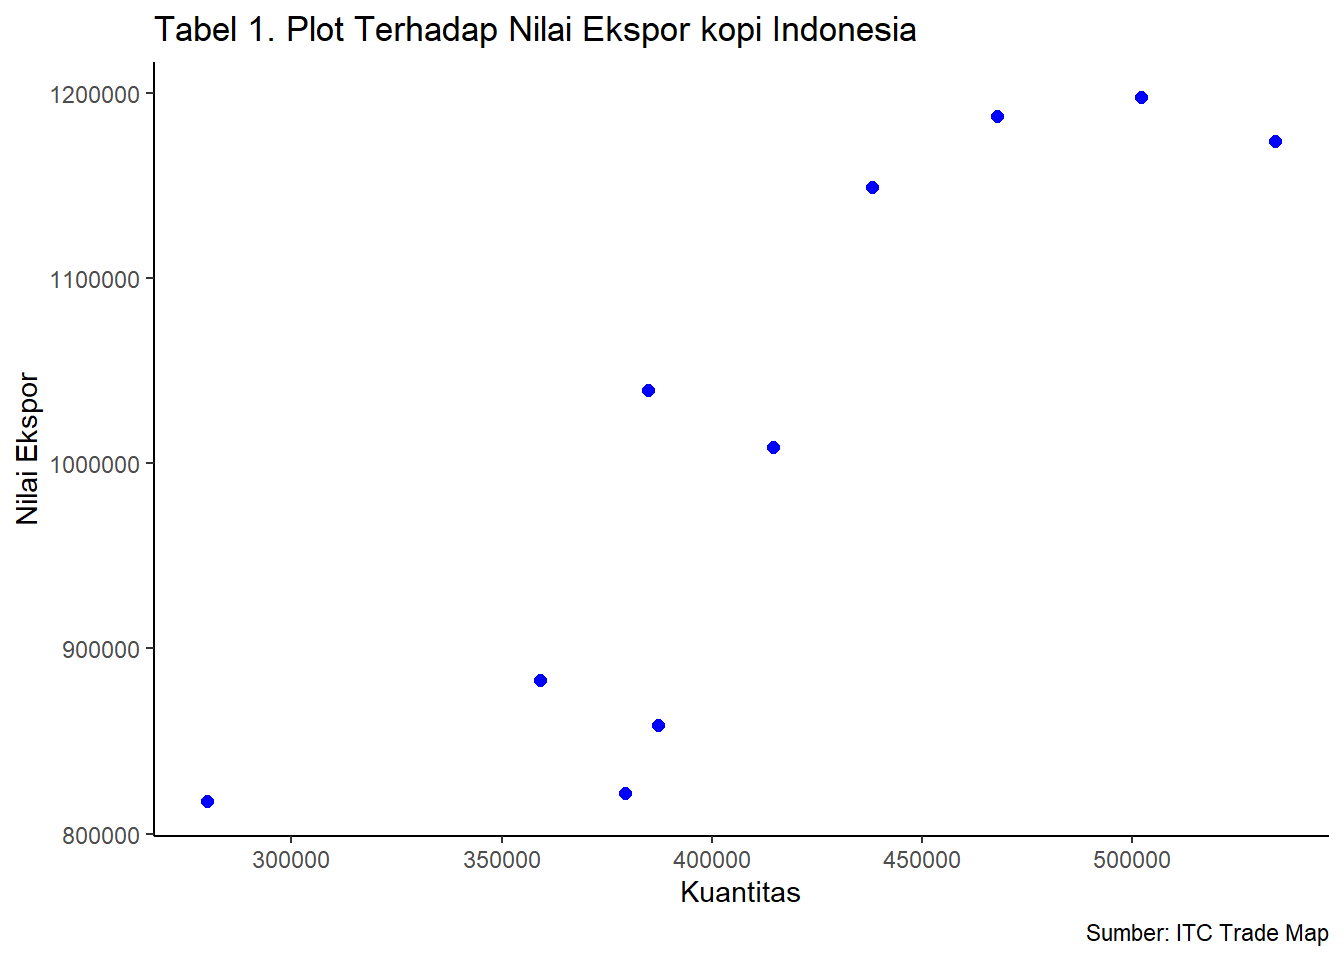 Tabel 1. Plot Terhadap Nilai Ekspor kopi Indonesia
1200000
1100000
1000000
900000
800000
Nilai Ekspor
300000 350000 400000 450000 500000
Kuantitas
Sumber: ITC Trade Map